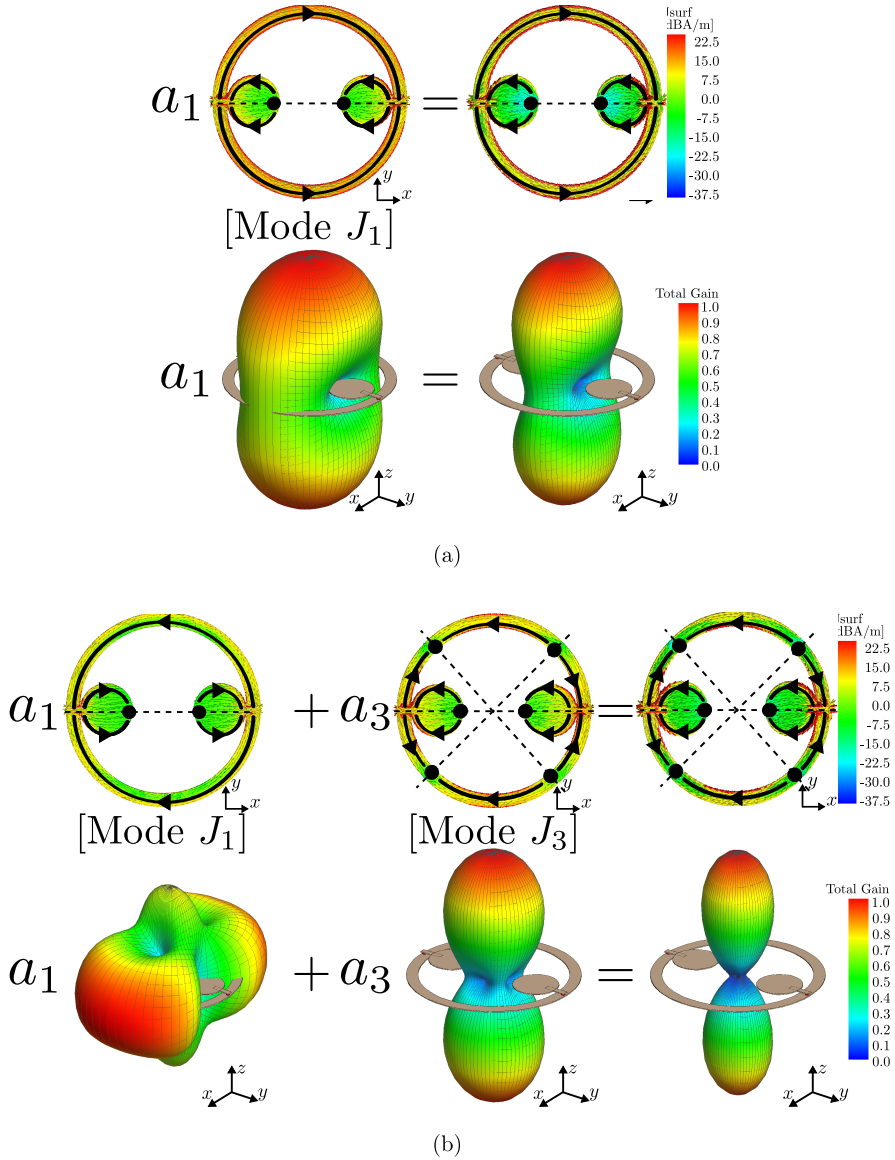 [surf
dBA/m]
22.5
15.0
7.5
0.0
-7.5
-15.0
-22.5
-30.0
-37.5
a1 =
y
x
[Mode J1]
Total Gain
1.0
0.9
0.8
0.7
0.6
0.5
0.4
0.3
0.2
0.1
0.0
a1 =
z
x y
z
x y
(a)
[surf
dBA/m]
22.5
15.0
7.5
0.0
-7.5
-15.0
-22.5
-30.0
-37.5
a1 + a3 =
y
x
y
x
y
x
[Mode J1] [Mode J3]
Total Gain
1.0
0.9
0.8
0.7
0.6
0.5
0.4
0.3
0.2
0.1
0.0
a1 + a3 =
z
x y
z
x y
z
x y
(b)